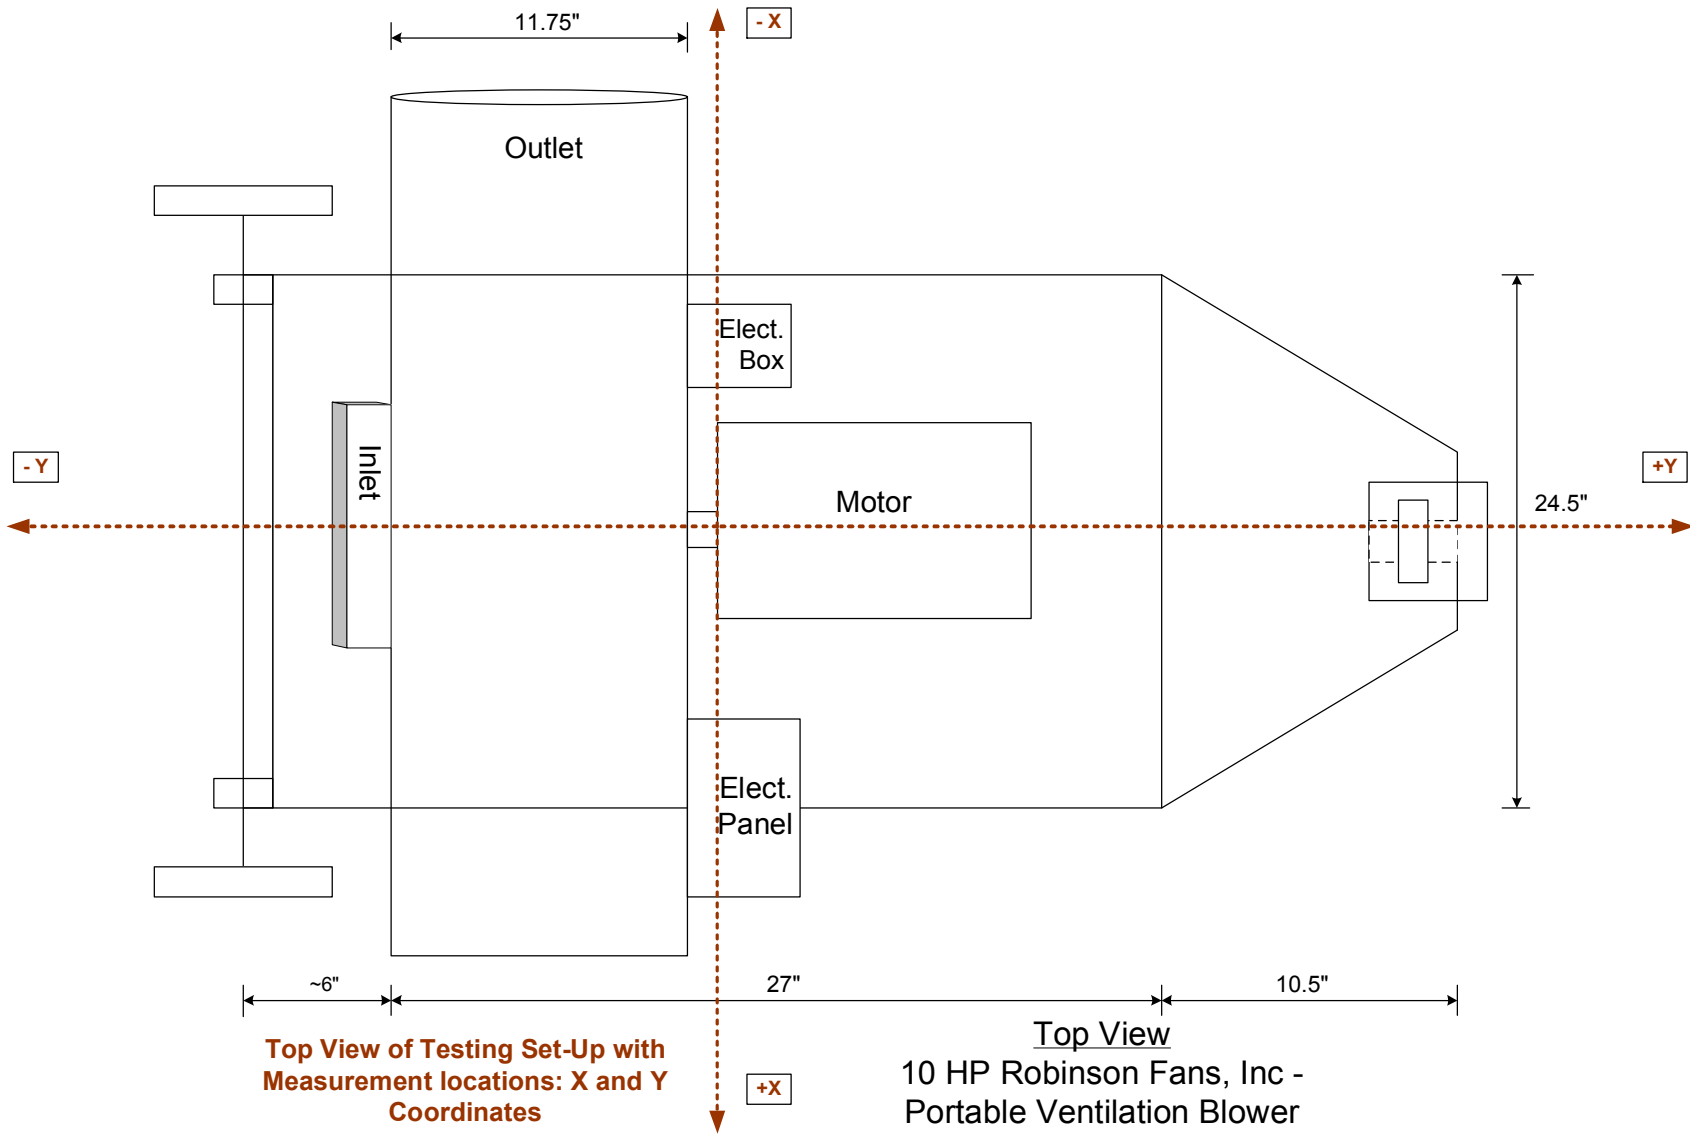 11.75"
- X
Outlet
Elect.
Box
Inlet
- Y
Motor
+Y
24.5"
Elect.
Panel
~6"
27"
10.5"
Top View of Testing Set-Up with
Measurement locations: X and Y
Coordinates
+X
Top View
10 HP Robinson Fans, Inc -
Portable Ventilation Blower